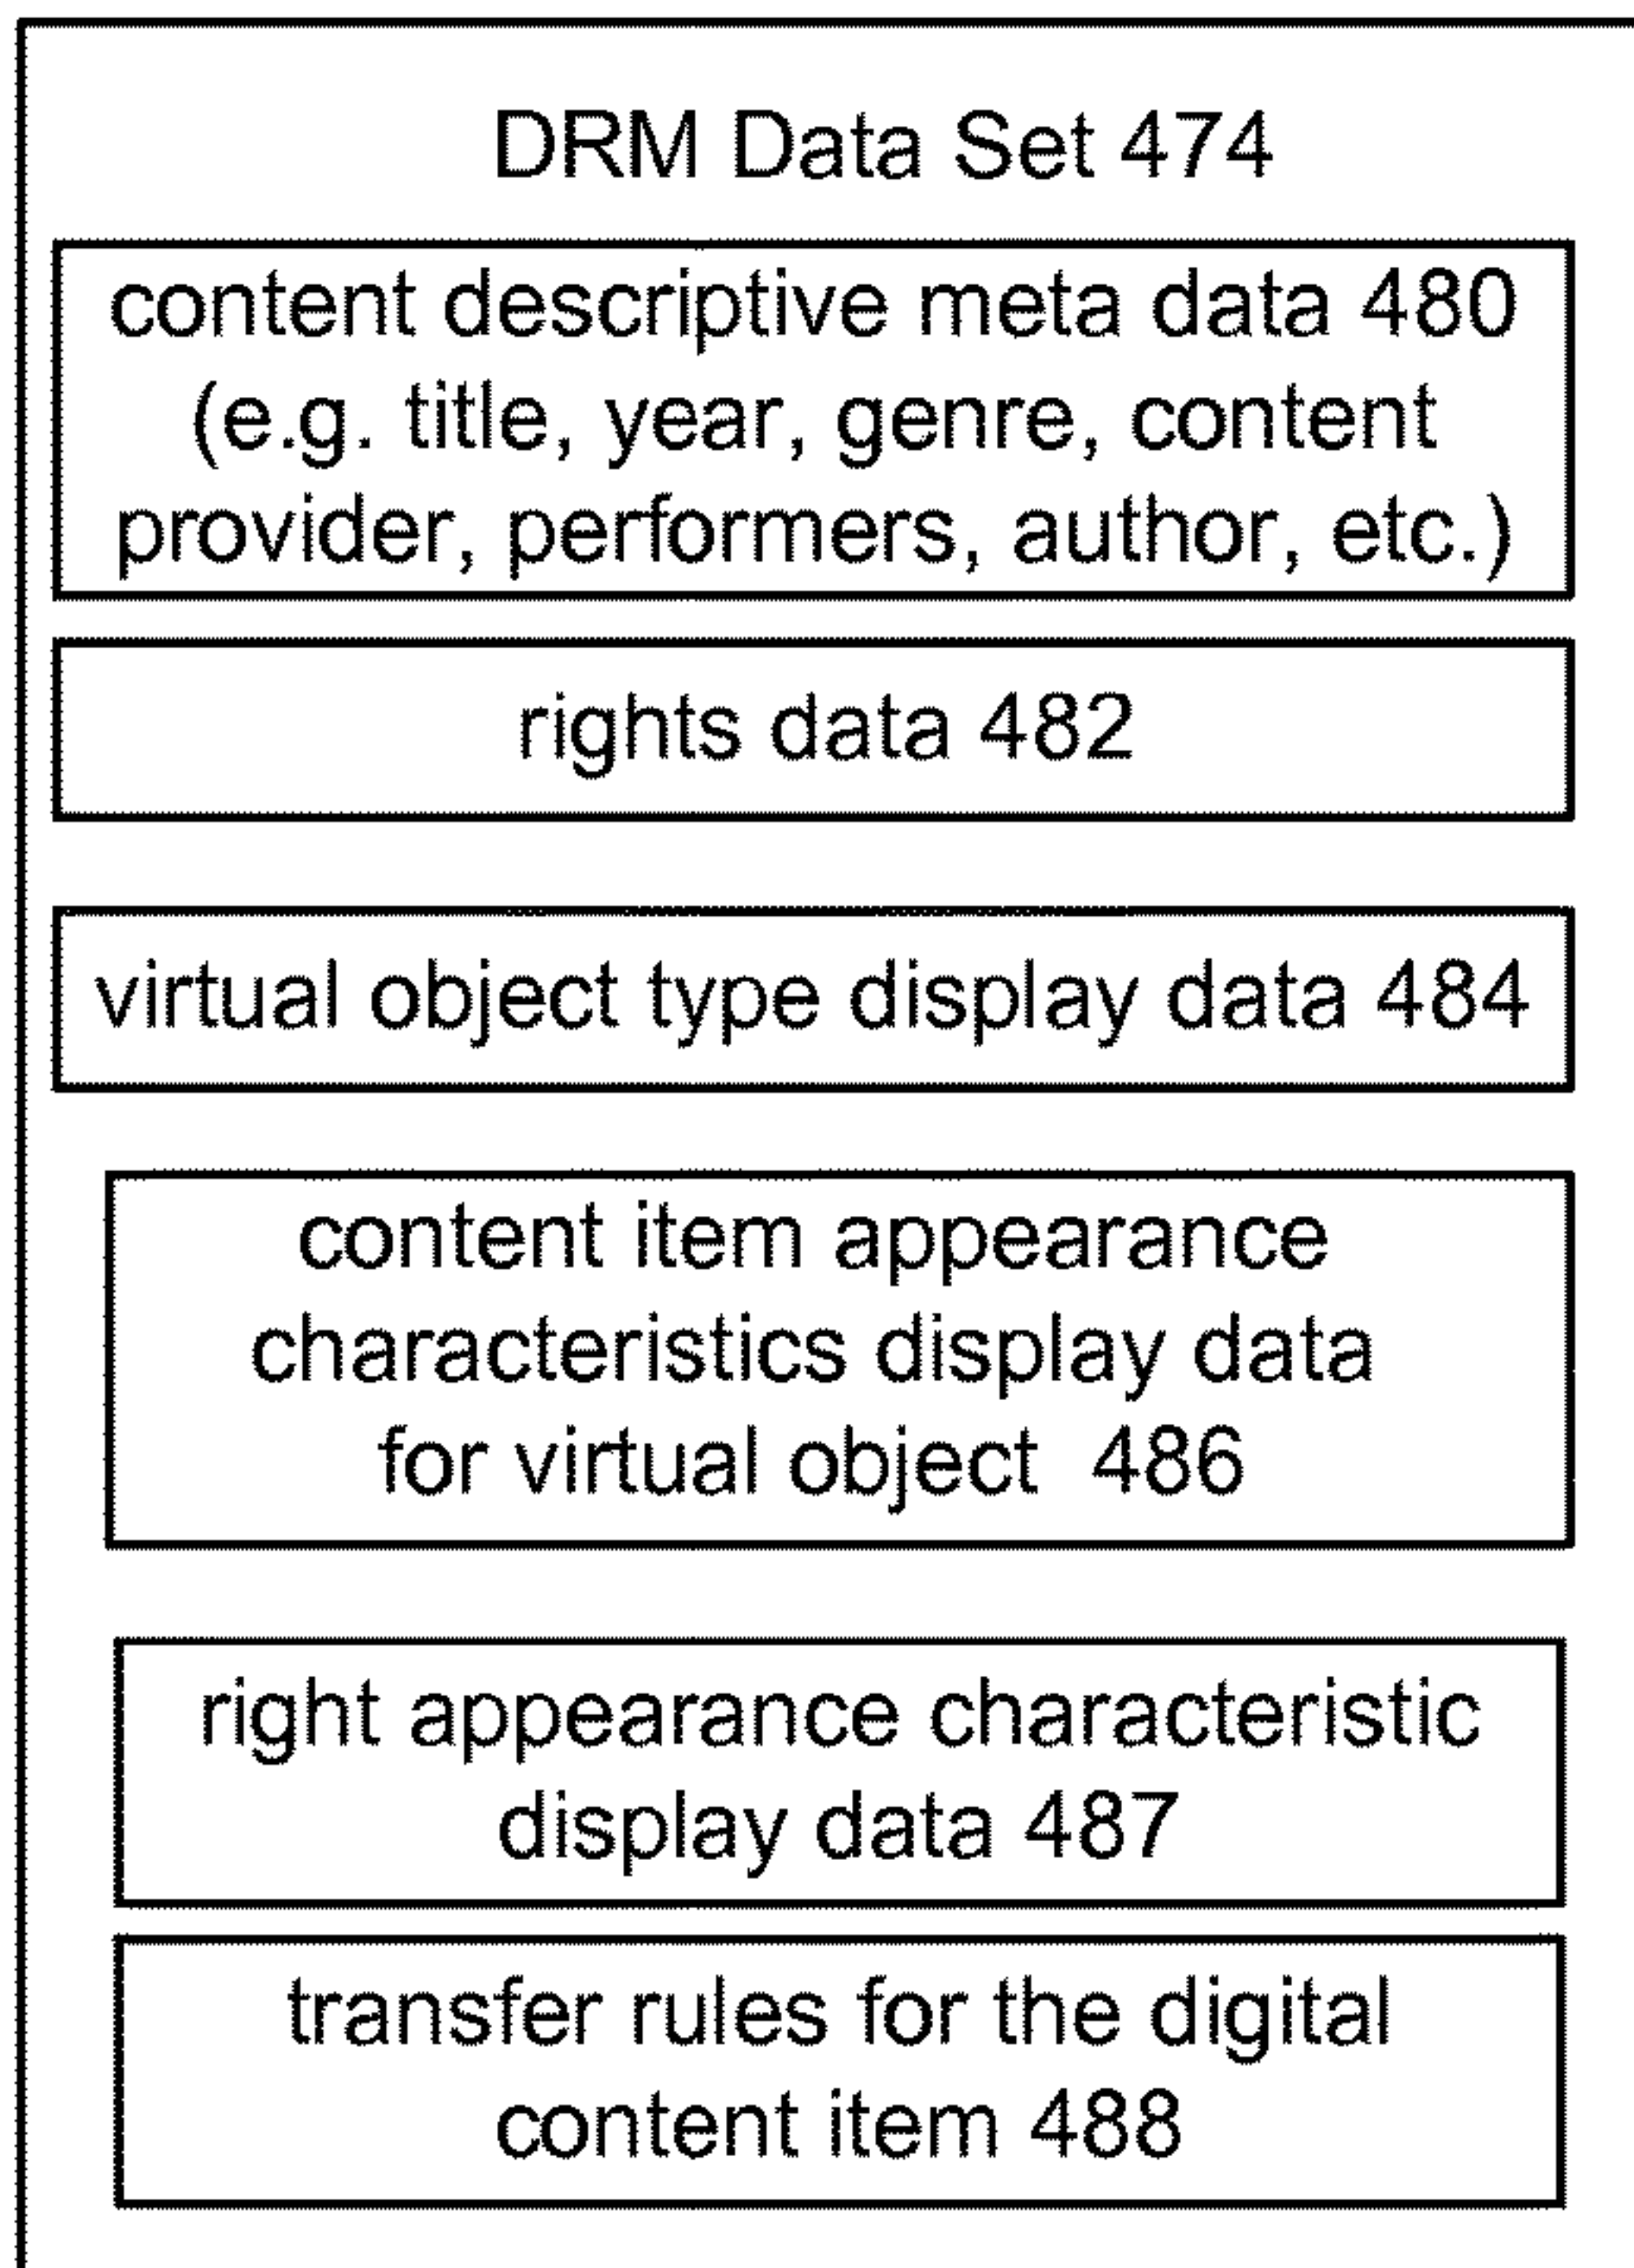 DRM Data Set 474
content descriptive meta data 480
(e.g. title, year, genre, content
provider, performers, author, etc.)
rights data 482
virtual object type display data 484
content item appearance
characteristics display data
for virtual object 486
right appearance characteristic
display data 487
transfer rules for the digital
content item 488